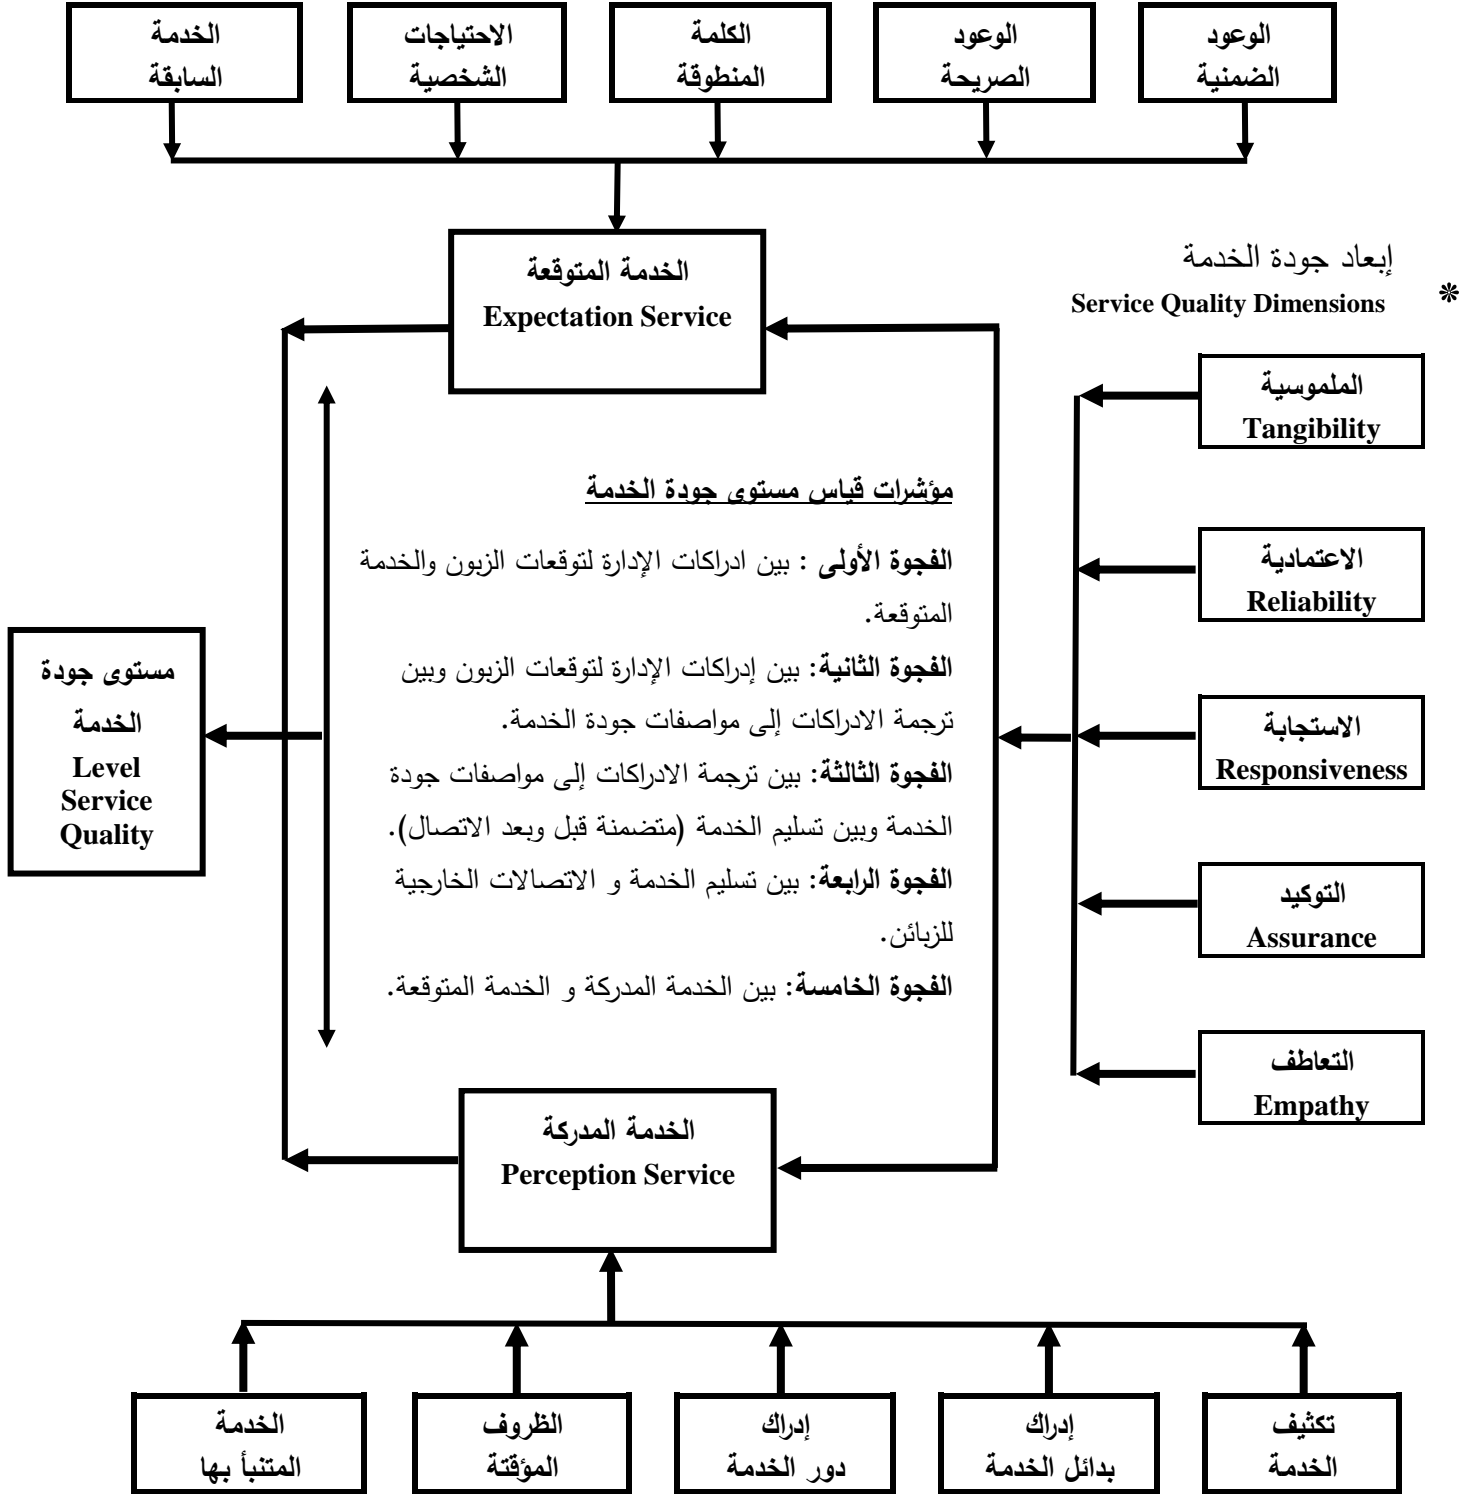 الوعود
الضمنية
الوعود
الصريحة
الكلمة
المنطوقة
الاحتياجات
الشخصية
الخدمة
السابقة
الخدمة المتوقعة
Expectation Service
إبعاد جودة الخدمة
Service Quality Dimensions *
الملموسية
Tangibility
الاعتمادية
Reliability
الاستجابة
Responsiveness
التوكيد
Assurance
التعاطف
Empathy
مؤشرات قياس مستوى جودة الخدمة
الفجوة الأولى : بين ادراكات الإدارة لتوقعات الزبون والخدمة
المتوقعة.
الفجوة الثانية: بين إدراكات الإدارة لتوقعات الزبون وبين
ترجمة الادراكات إلى مواصفات جودة الخدمة.
الفجوة الثالثة: بين ترجمة الادراكات إلى مواصفات جودة
الخدمة وبين تسليم الخدمة (متضمنة قبل وبعد الاتصال).
الفجوة الرابعة: بين تسليم الخدمة و الاتصالات الخارجية
للزبائن.
الفجوة الخامسة: بين الخدمة المدركة و الخدمة المتوقعة.
مستوى جودة
الخدمة
Level
Service
Quality
الخدمة المدركة
Perception Service
تكثيف
الخدمة
إدراك
بدائل الخدمة
إدراك
دور الخدمة
الظروف
المؤقتة
الخدمة
المتنبأ بها